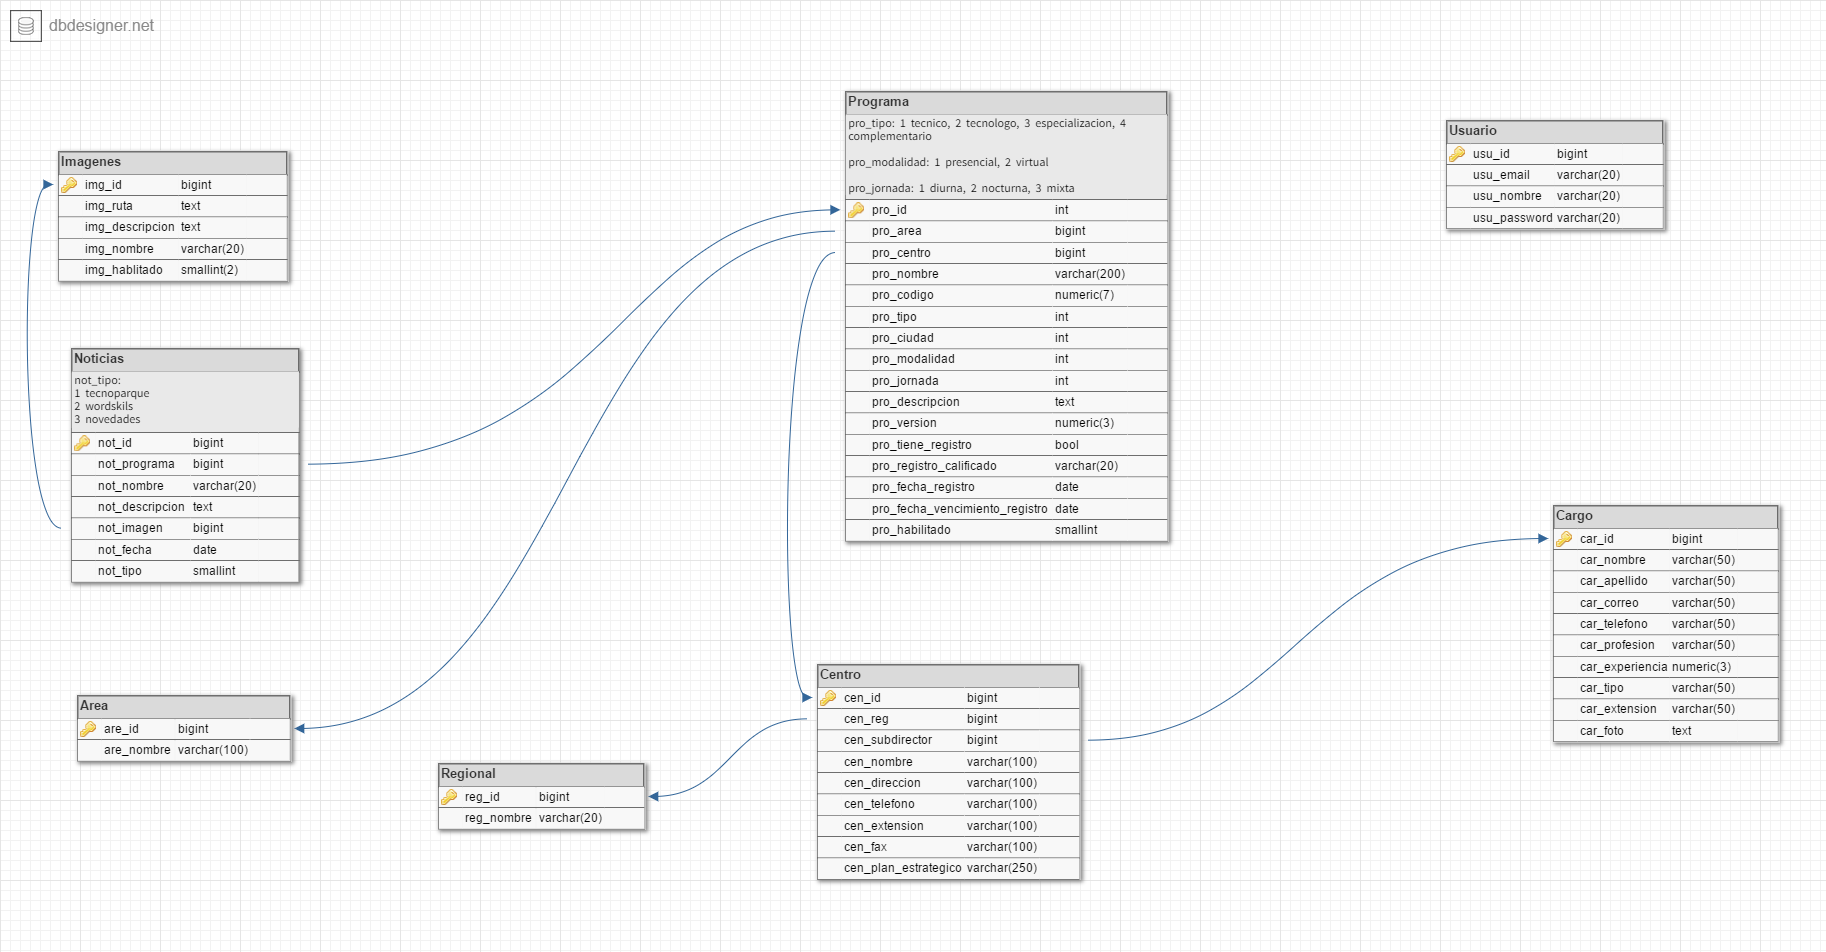 dbdesigner.net
Imagenes
img_id bigint
img_ruta text
img_descripcion text
img_nombre varchar(20)
img_hablitado smallint(2)
Noticias
not_tipo:
1 tecnoparque
2 wordskils
3 novedades
not_id bigint
not_programa bigint
not_nombre varchar(20)
not_descripcion text
not_imagen bigint
not_fecha date
not_tipo smallint
Area
are_id bigint
are_nombre varchar(100)
Regional
reg_id bigint
reg_nombre varchar(20)
Programa
pro_tipo: 1 tecnico, 2 tecnologo, 3 especializacion, 4
complementario
pro_modalidad: 1 presencial, 2 virtual
pro_jornada: 1 diurna, 2 nocturna, 3 mixta
pro_id int
pro_area bigint
pro_centro bigint
pro_nombre varchar(200)
pro_codigo numeric(7)
pro_tipo int
pro_ciudad int
pro_modalidad int
pro_jornada int
pro_descripcion text
pro_version numeric(3)
pro_tiene_registro bool
pro_registro_calificado varchar(20)
pro_fecha_registro date
pro_fecha_vencimiento_registro date
pro_habilitado smallint
Centro
cen_id bigint
cen_reg bigint
cen_subdirector bigint
cen_nombre varchar(100)
cen_direccion varchar(100)
cen_telefono varchar(100)
cen_extension varchar(100)
cen_fax varchar(100)
cen_plan_estrategico varchar(250)
Usuario
usu_id bigint
usu_email varchar(20)
usu_nombre varchar(20)
usu_password varchar(20)
Cargo
car_id bigint
car_nombre varchar(50)
car_apellido varchar(50)
car_correo varchar(50)
car_telefono varchar(50)
car_profesion varchar(50)
car_experiencia numeric(3)
car_tipo varchar(50)
car_extension varchar(50)
car_foto text